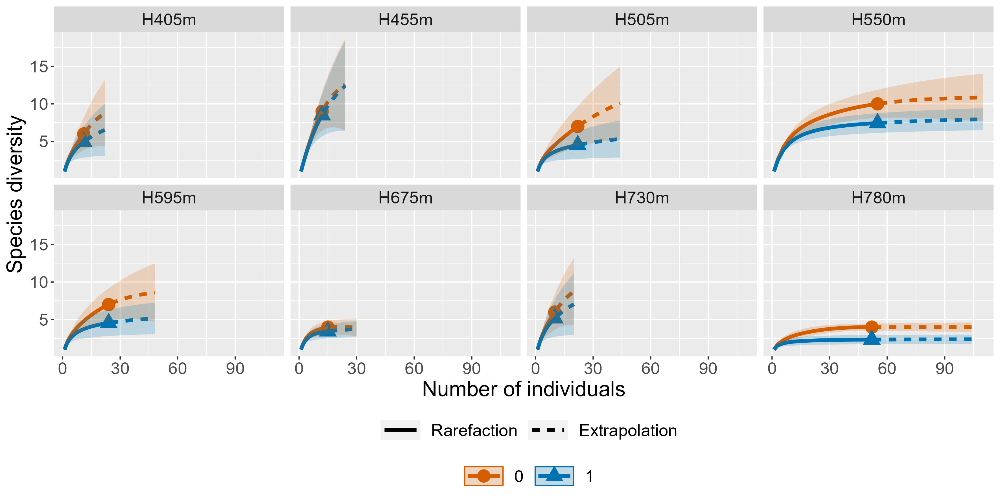 H405m H455m H505m H550m
15
10
5
H595m H675m H730m H780m
15
10
5
Species diversity
0 30 60 90 0 30 60 90 0 30 60 90 0 30 60 90
Number of individuals
Rarefaction Extrapolation
0 1